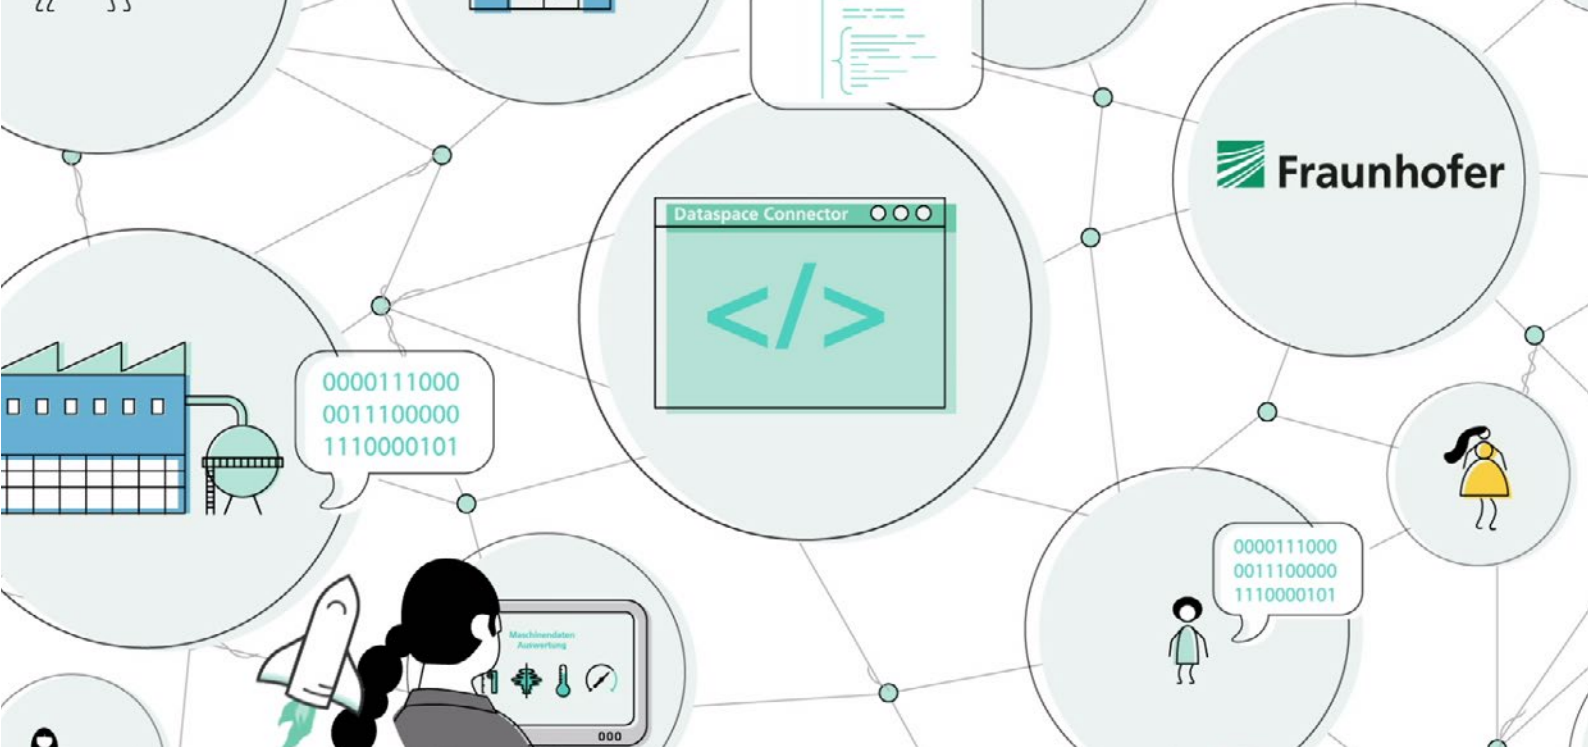 Fraunhofer
Dataspace Connector
</>
0000111000
0011100000
1110000101
0000111000
0011100000
1110000101
Maschinendaten
Auswertung
000